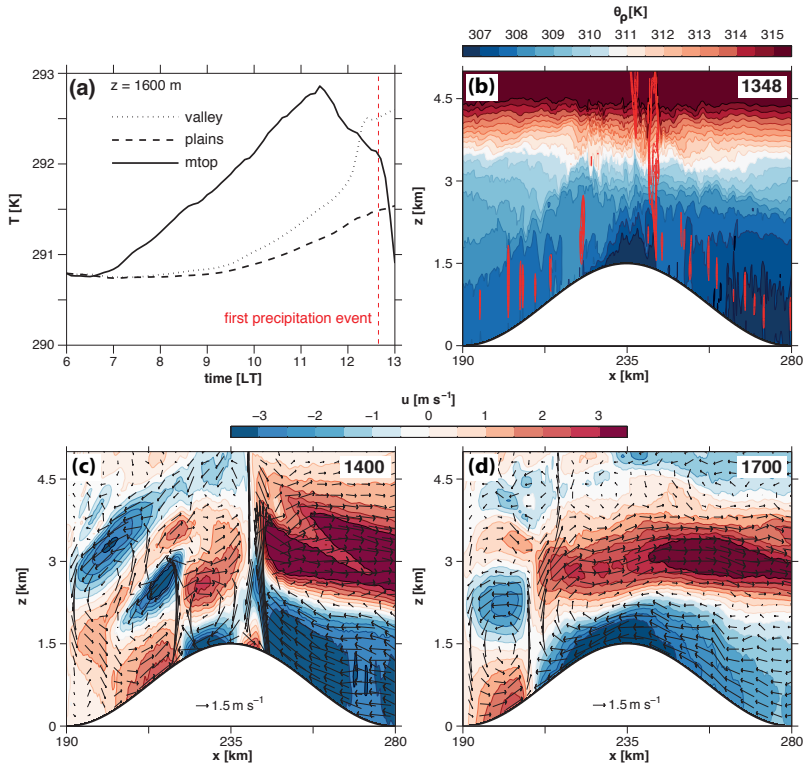 θρ[K]
307 308 309 310 311 312 313 314 315
(a)
z = 1600 m
valley
plains
mtop
first precipitation event
293
292
291
290
T [K]
6 7 8 9 10 11 12 13
time [LT]
(b)
1348
4.5
3
1.5
0
z [km]
190 235 280
x [km]
u [m s⁻¹]
−3 −2 −1 0 1 2 3
(c)
1400
4.5
3
1.5
0
z [km]
→ 1.5 m s⁻¹
190 235 280
x [km]
(d)
1700
4.5
3
1.5
0
z [km]
→ 1.5 m s⁻¹
190 235 280
x [km]